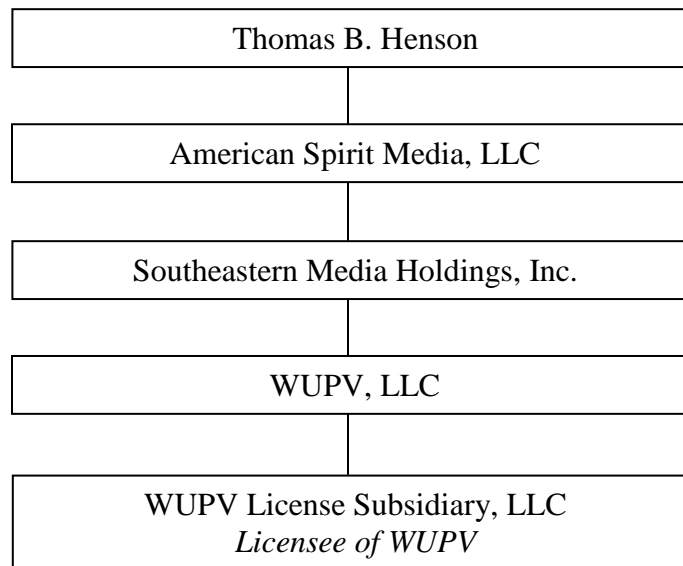 Thomas B. Henson
American Spirit Media, LLC
Southeastern Media Holdings, Inc.
WUPV, LLC
WUPV License Subsidiary, LLC
Licensee of WUPV